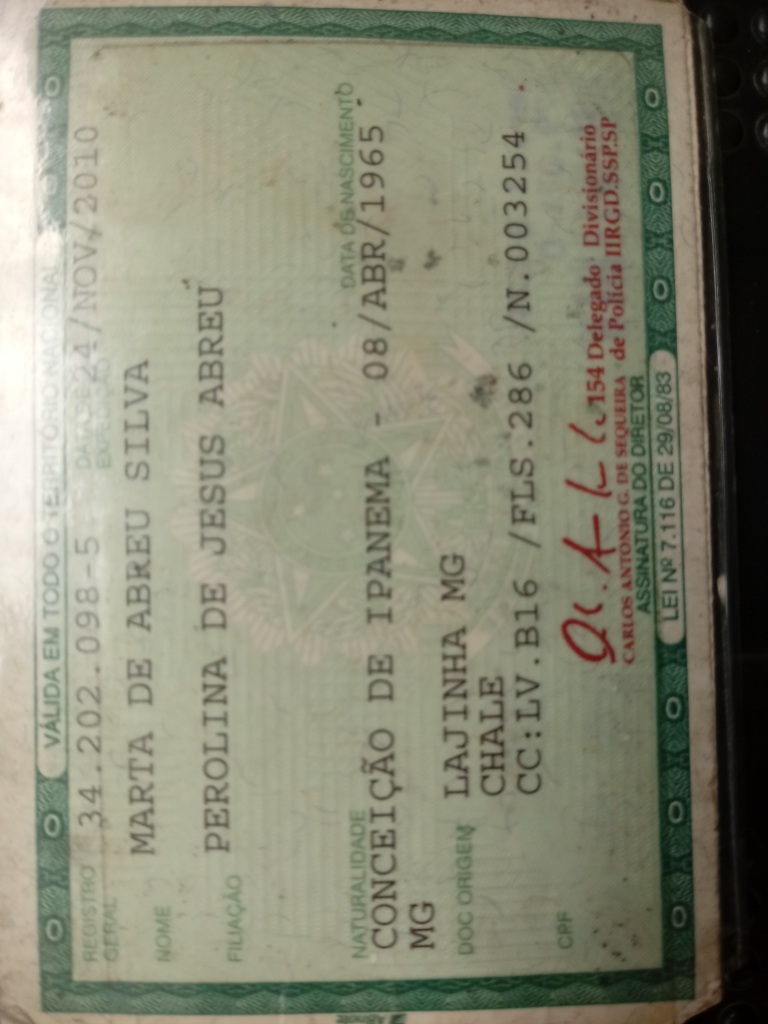 VÁLIDA EM TODO O TERRITÓRIO NACIONAL
REGISTRO GERAL 34.202.098-5 DATA DE EXPEDIÇÃO 24/NOV/2010
NOME MARTA DE ABREU SILVA
FILIAÇÃO PEROLINA DE JESUS ABREU
NATURALIDADE DATA DE NASCIMENTO
CONCEIÇÃO DE IPANEMA - 08/ABR/1965
MG
DOC ORIGEM LAJINHA MG
CHALE
CC:LV.B16 /FLS.286 /N.003254
CPF
154 Delegado Divisionário
CARLOS ANTONIO G. DE SEQUEIRA de Polícia IIRGD.SSP.SP
ASSINATURA DO DIRETOR
LEI Nº 7.116 DE 29/08/83